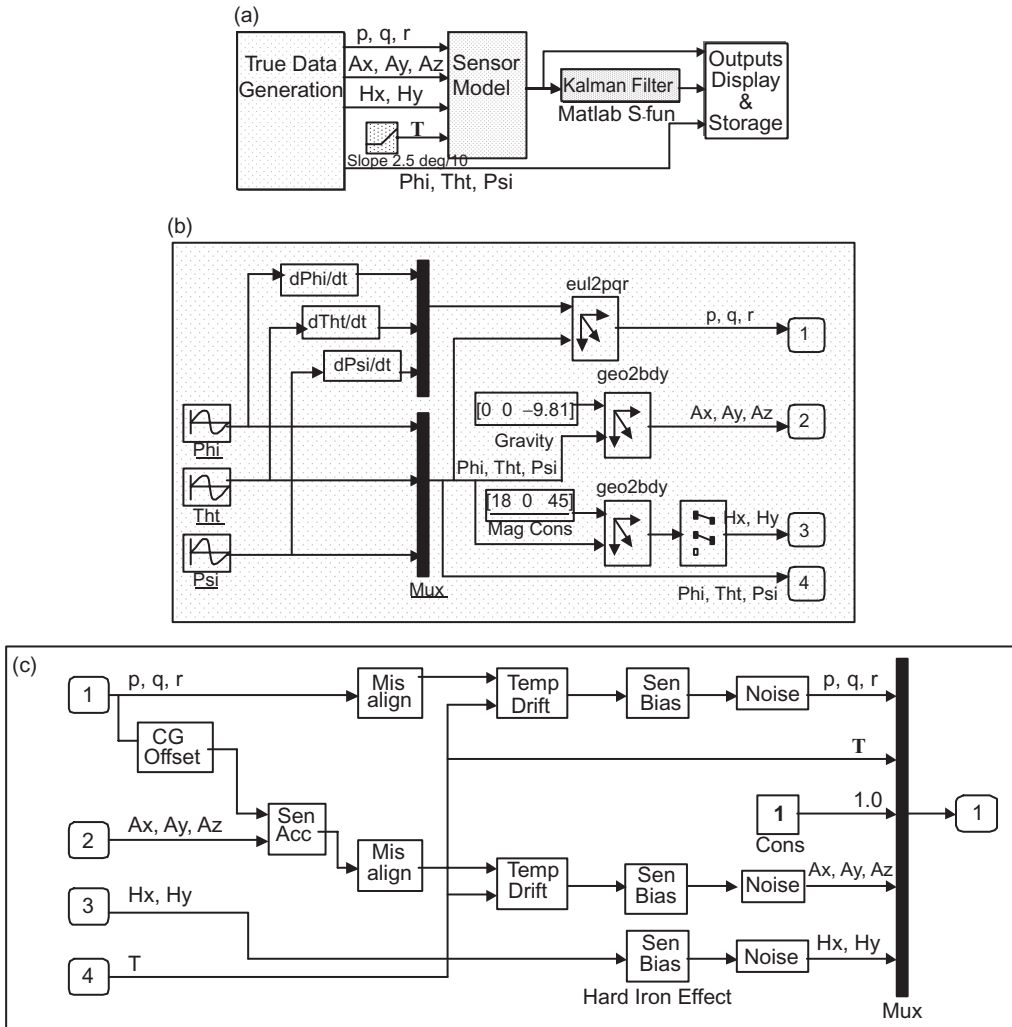 (a)
True Data
Generation
p, q, r
Ax, Ay, Az
Hx, Hy
T
Slope 2.5 deg/10
Phi, Tht, Psi
Sensor
Model
Kalman Filter
Matlab S-fun
Outputs
Display
&
Storage
(b)
dPhi/dt
dTht/dt
dPsi/dt
Phi
Tht
Psi
Mux
eul2pqr
p, q, r
1
geo2bdy
[0 0 –9.81]
Gravity
Ax, Ay, Az
2
Phi, Tht, Psi
geo2bdy
[18 0 45]
Mag Cons
Hx, Hy
3
4
Phi, Tht, Psi
(c)
1
p, q, r
Mis
align
Temp
Drift
Sen
Bias
Noise
p, q, r
CG
Offset
T
1
Cons
1.0
1
2
Ax, Ay, Az
Sen
Acc
Mis
align
Temp
Drift
Sen
Bias
Noise
Ax, Ay, Az
3
Hx, Hy
Sen
Bias
Noise
Hx, Hy
4
T
Hard Iron Effect
Mux